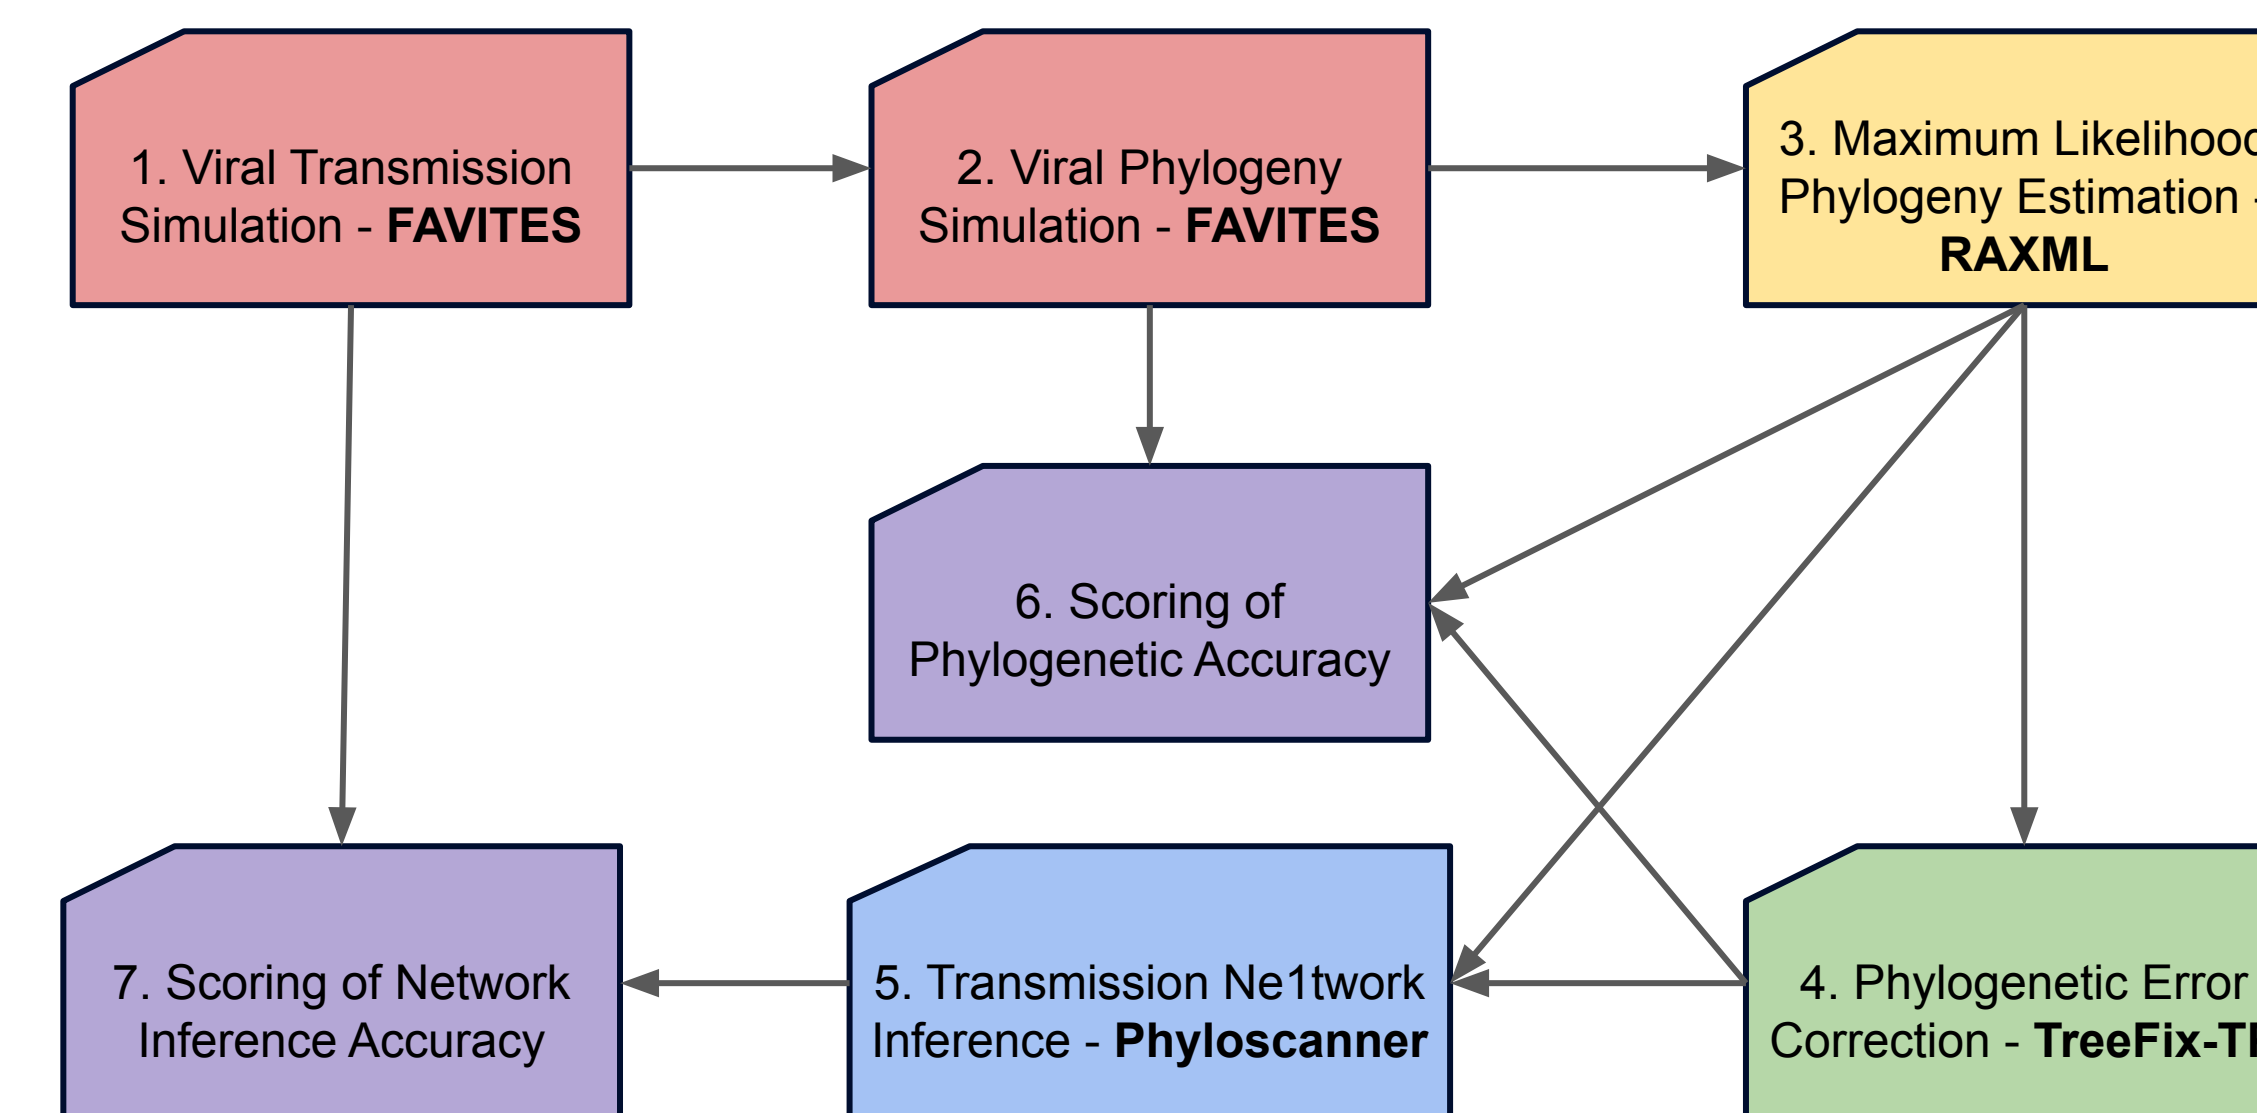 1. Viral Transmission
Simulation - FAVITES
2. Viral Phylogeny
Simulation - FAVITES
3. Maximum Likelihood
Phylogeny Estimation -
RAXML
6. Scoring of
Phylogenetic Accuracy
7. Scoring of Network
Inference Accuracy
5. Transmission Ne1twork
Inference - Phyloscanner
4. Phylogenetic Error
Correction -